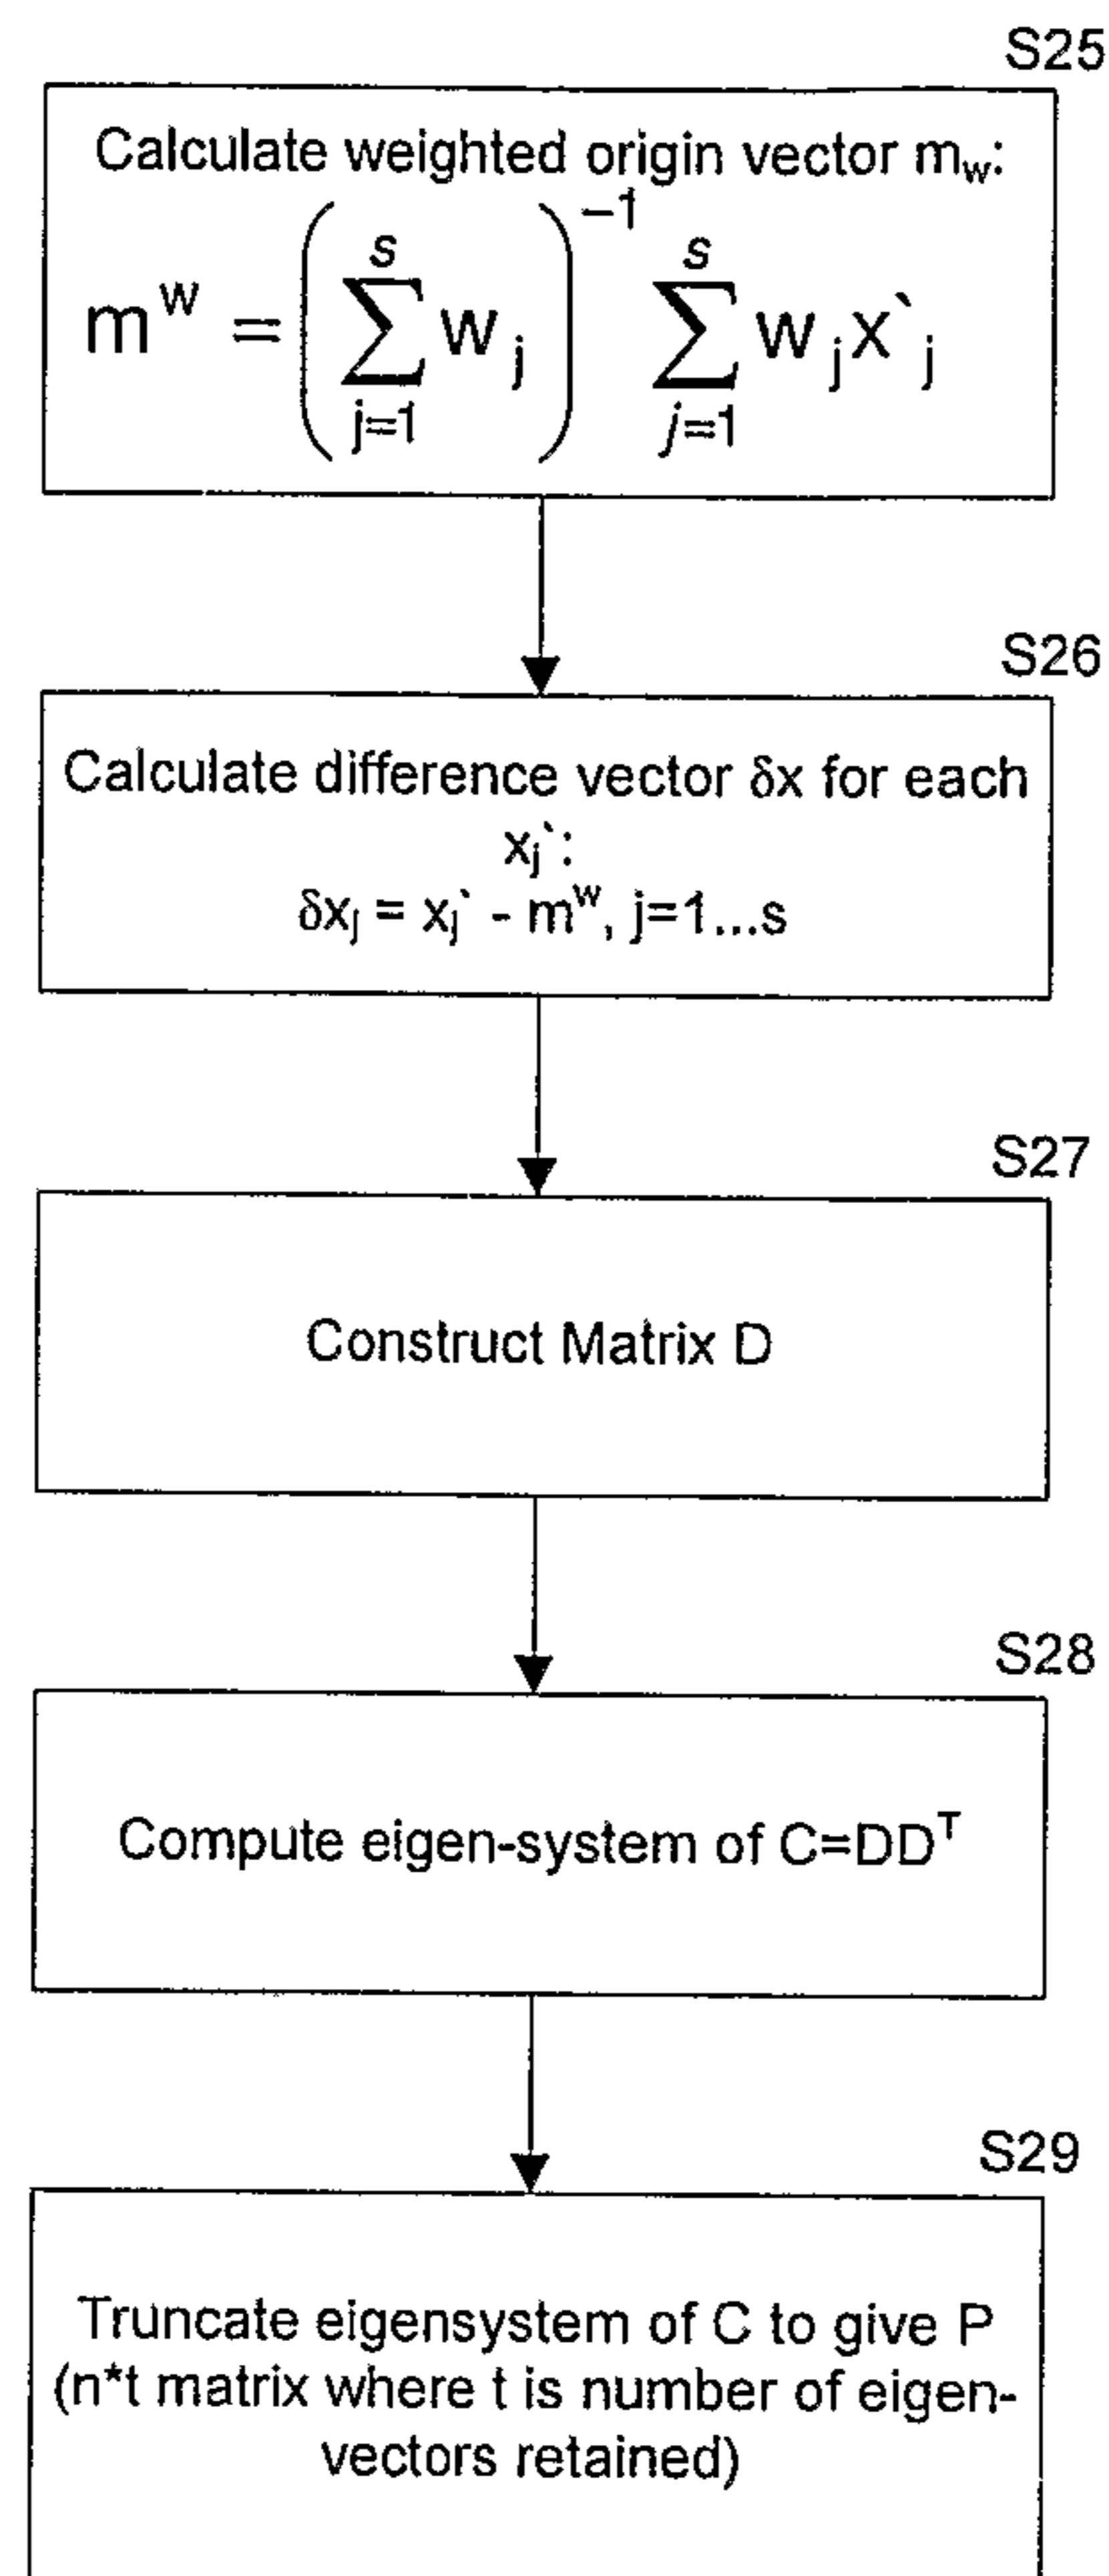 S25
Calculate weighted origin vector m_w:
m^w = (∑_{j=1}^{s} w_j)^{-1} ∑_{j=1}^{s} w_j x`_j
S26
Calculate difference vector δx for each
x_j`:
δx_j = x_j` - m^w, j=1...s
S27
Construct Matrix D
S28
Compute eigen-system of C=DD^T
S29
Truncate eigensystem of C to give P
(n*t matrix where t is number of eigen-
vectors retained)